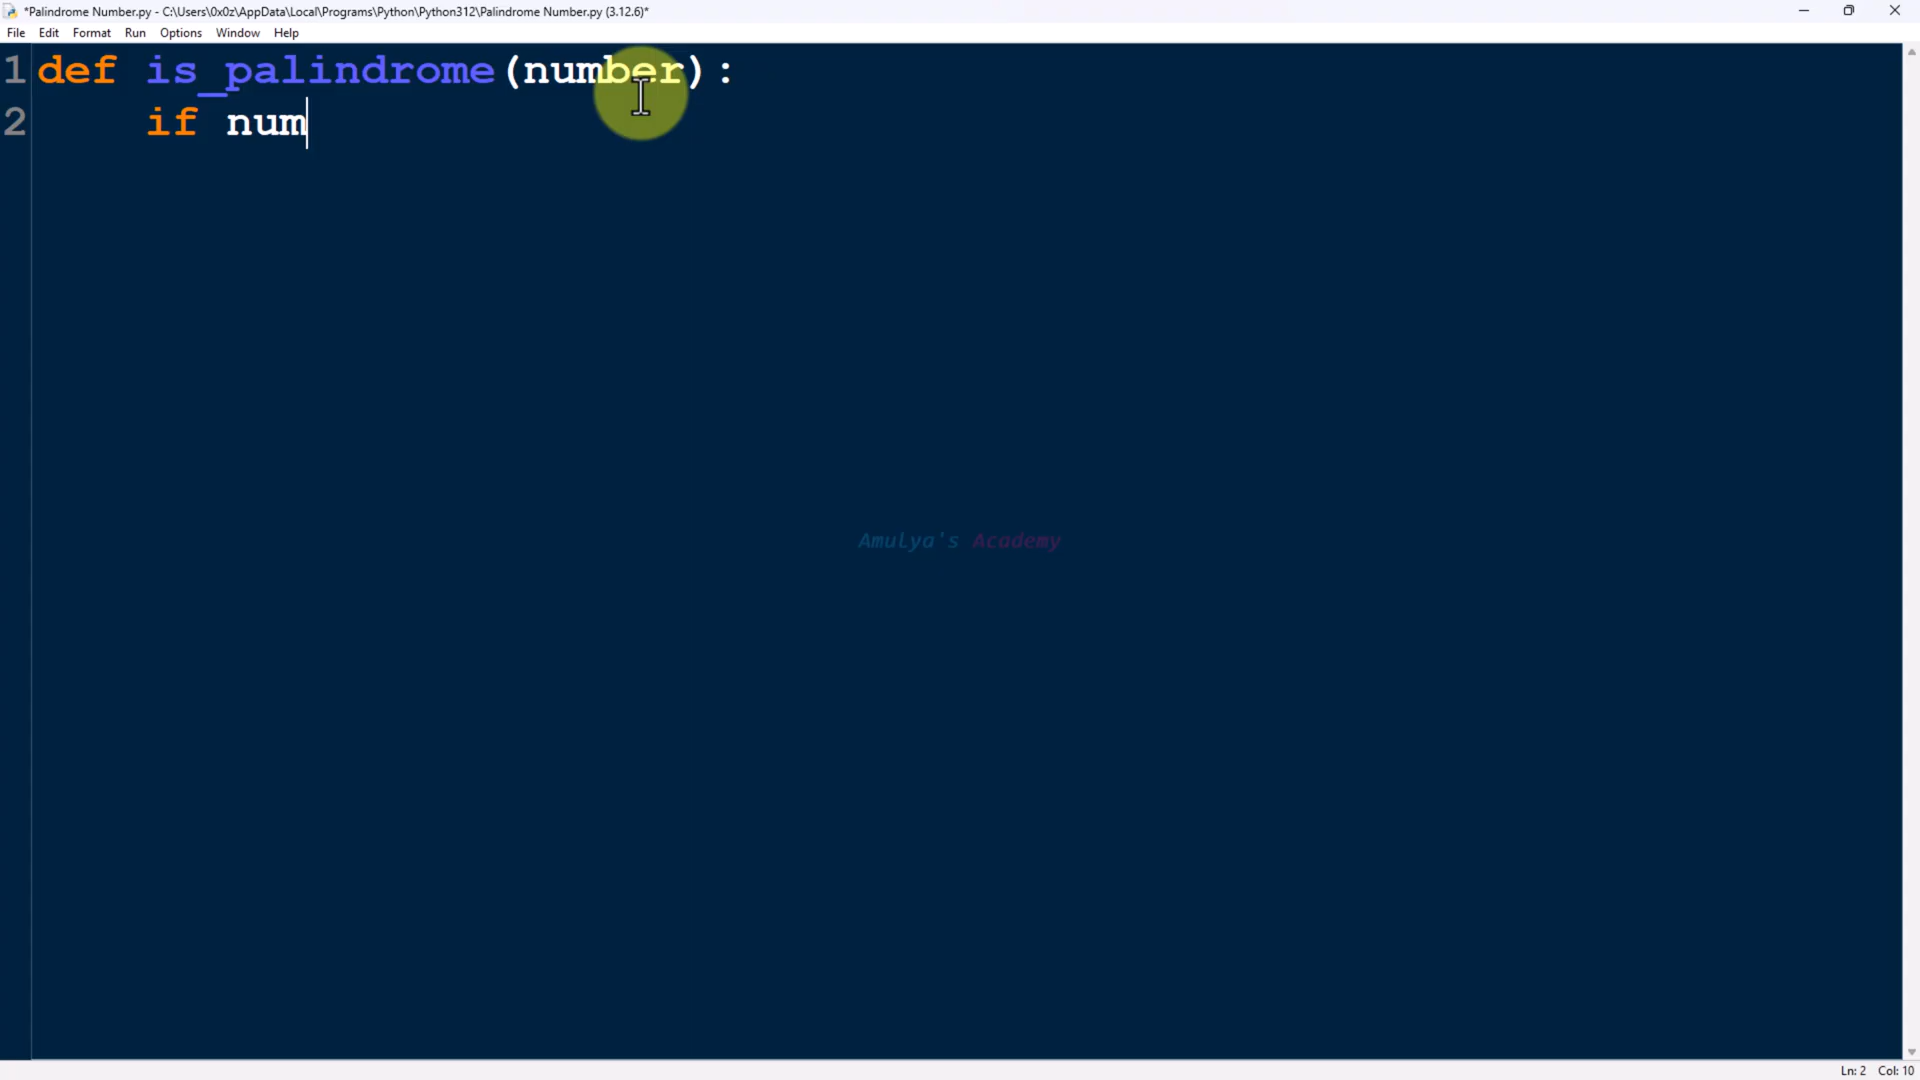 *Palindrome Number.py - C:\Users\0x0z\AppData\Local\Programs\Python\Python312\Palindrome Number.py (3.12.6)*
File Edit Format Run Options Window Help
1 def is_palindrome(number):
2     if num
Amulya's Academy
Ln: 2 Col: 10